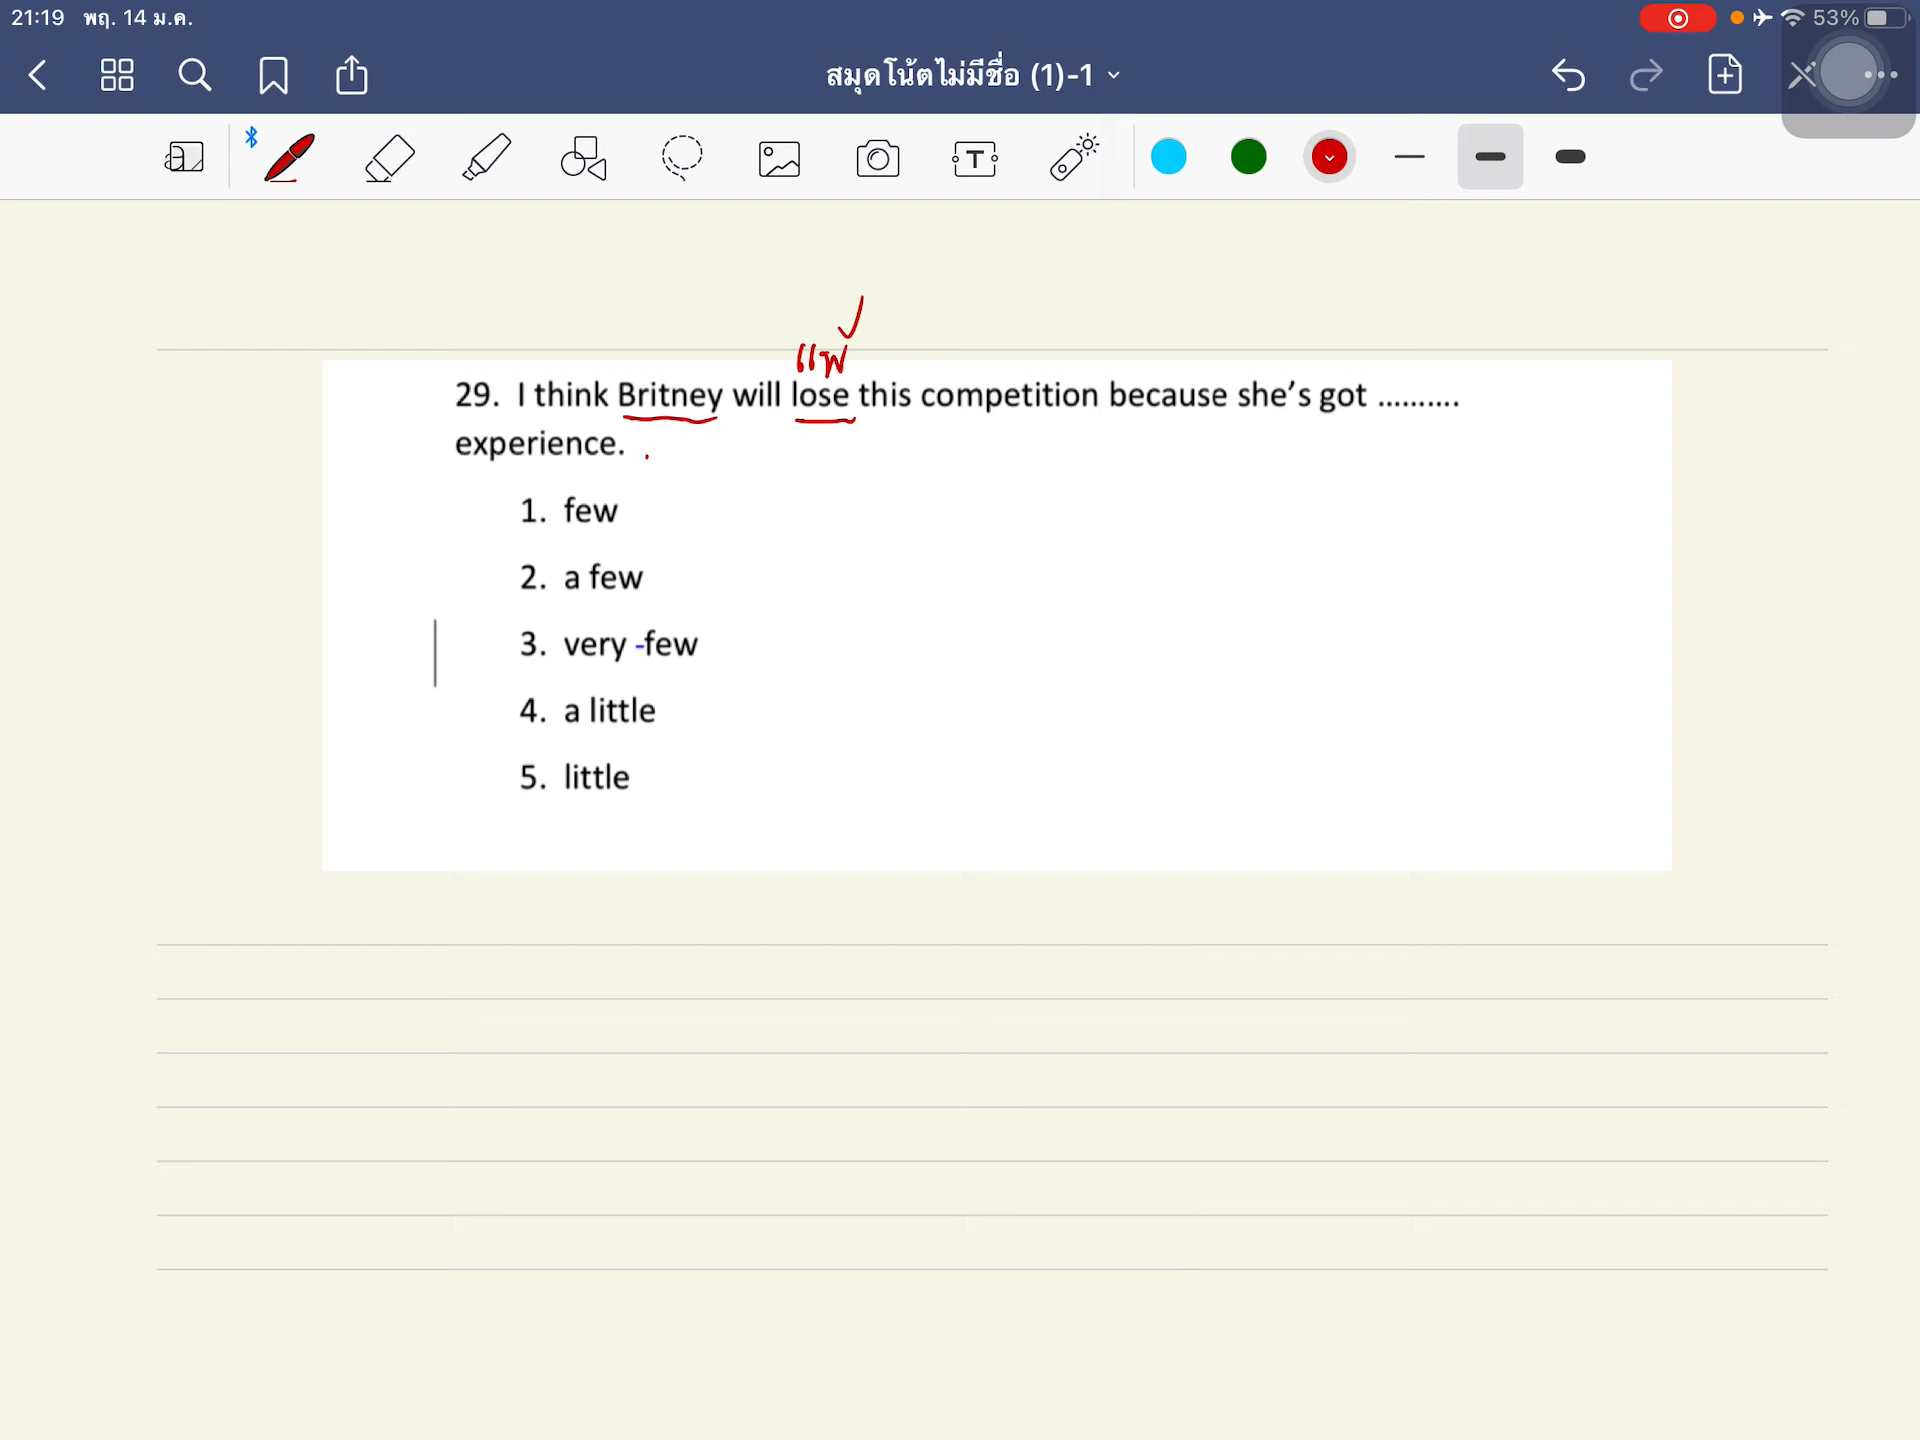 21:19 พฤ. 14 ม.ค.
53%
สมุดโน้ตไม่มีชื่อ (1)-1
แพ้
29. I think Britney will lose this competition because she’s got ..........
experience.
1. few
2. a few
3. very -few
4. a little
5. little